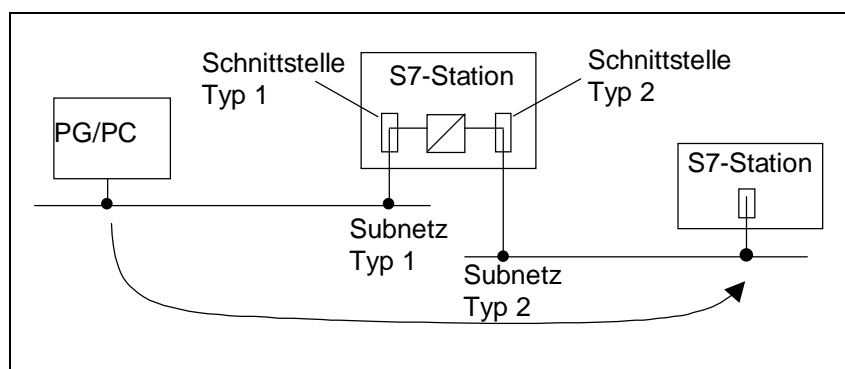 Schnittstelle
Typ 1
S7-Station
Schnittstelle
Typ 2
PG/PC
S7-Station
Subnetz
Typ 1
Subnetz
Typ 2